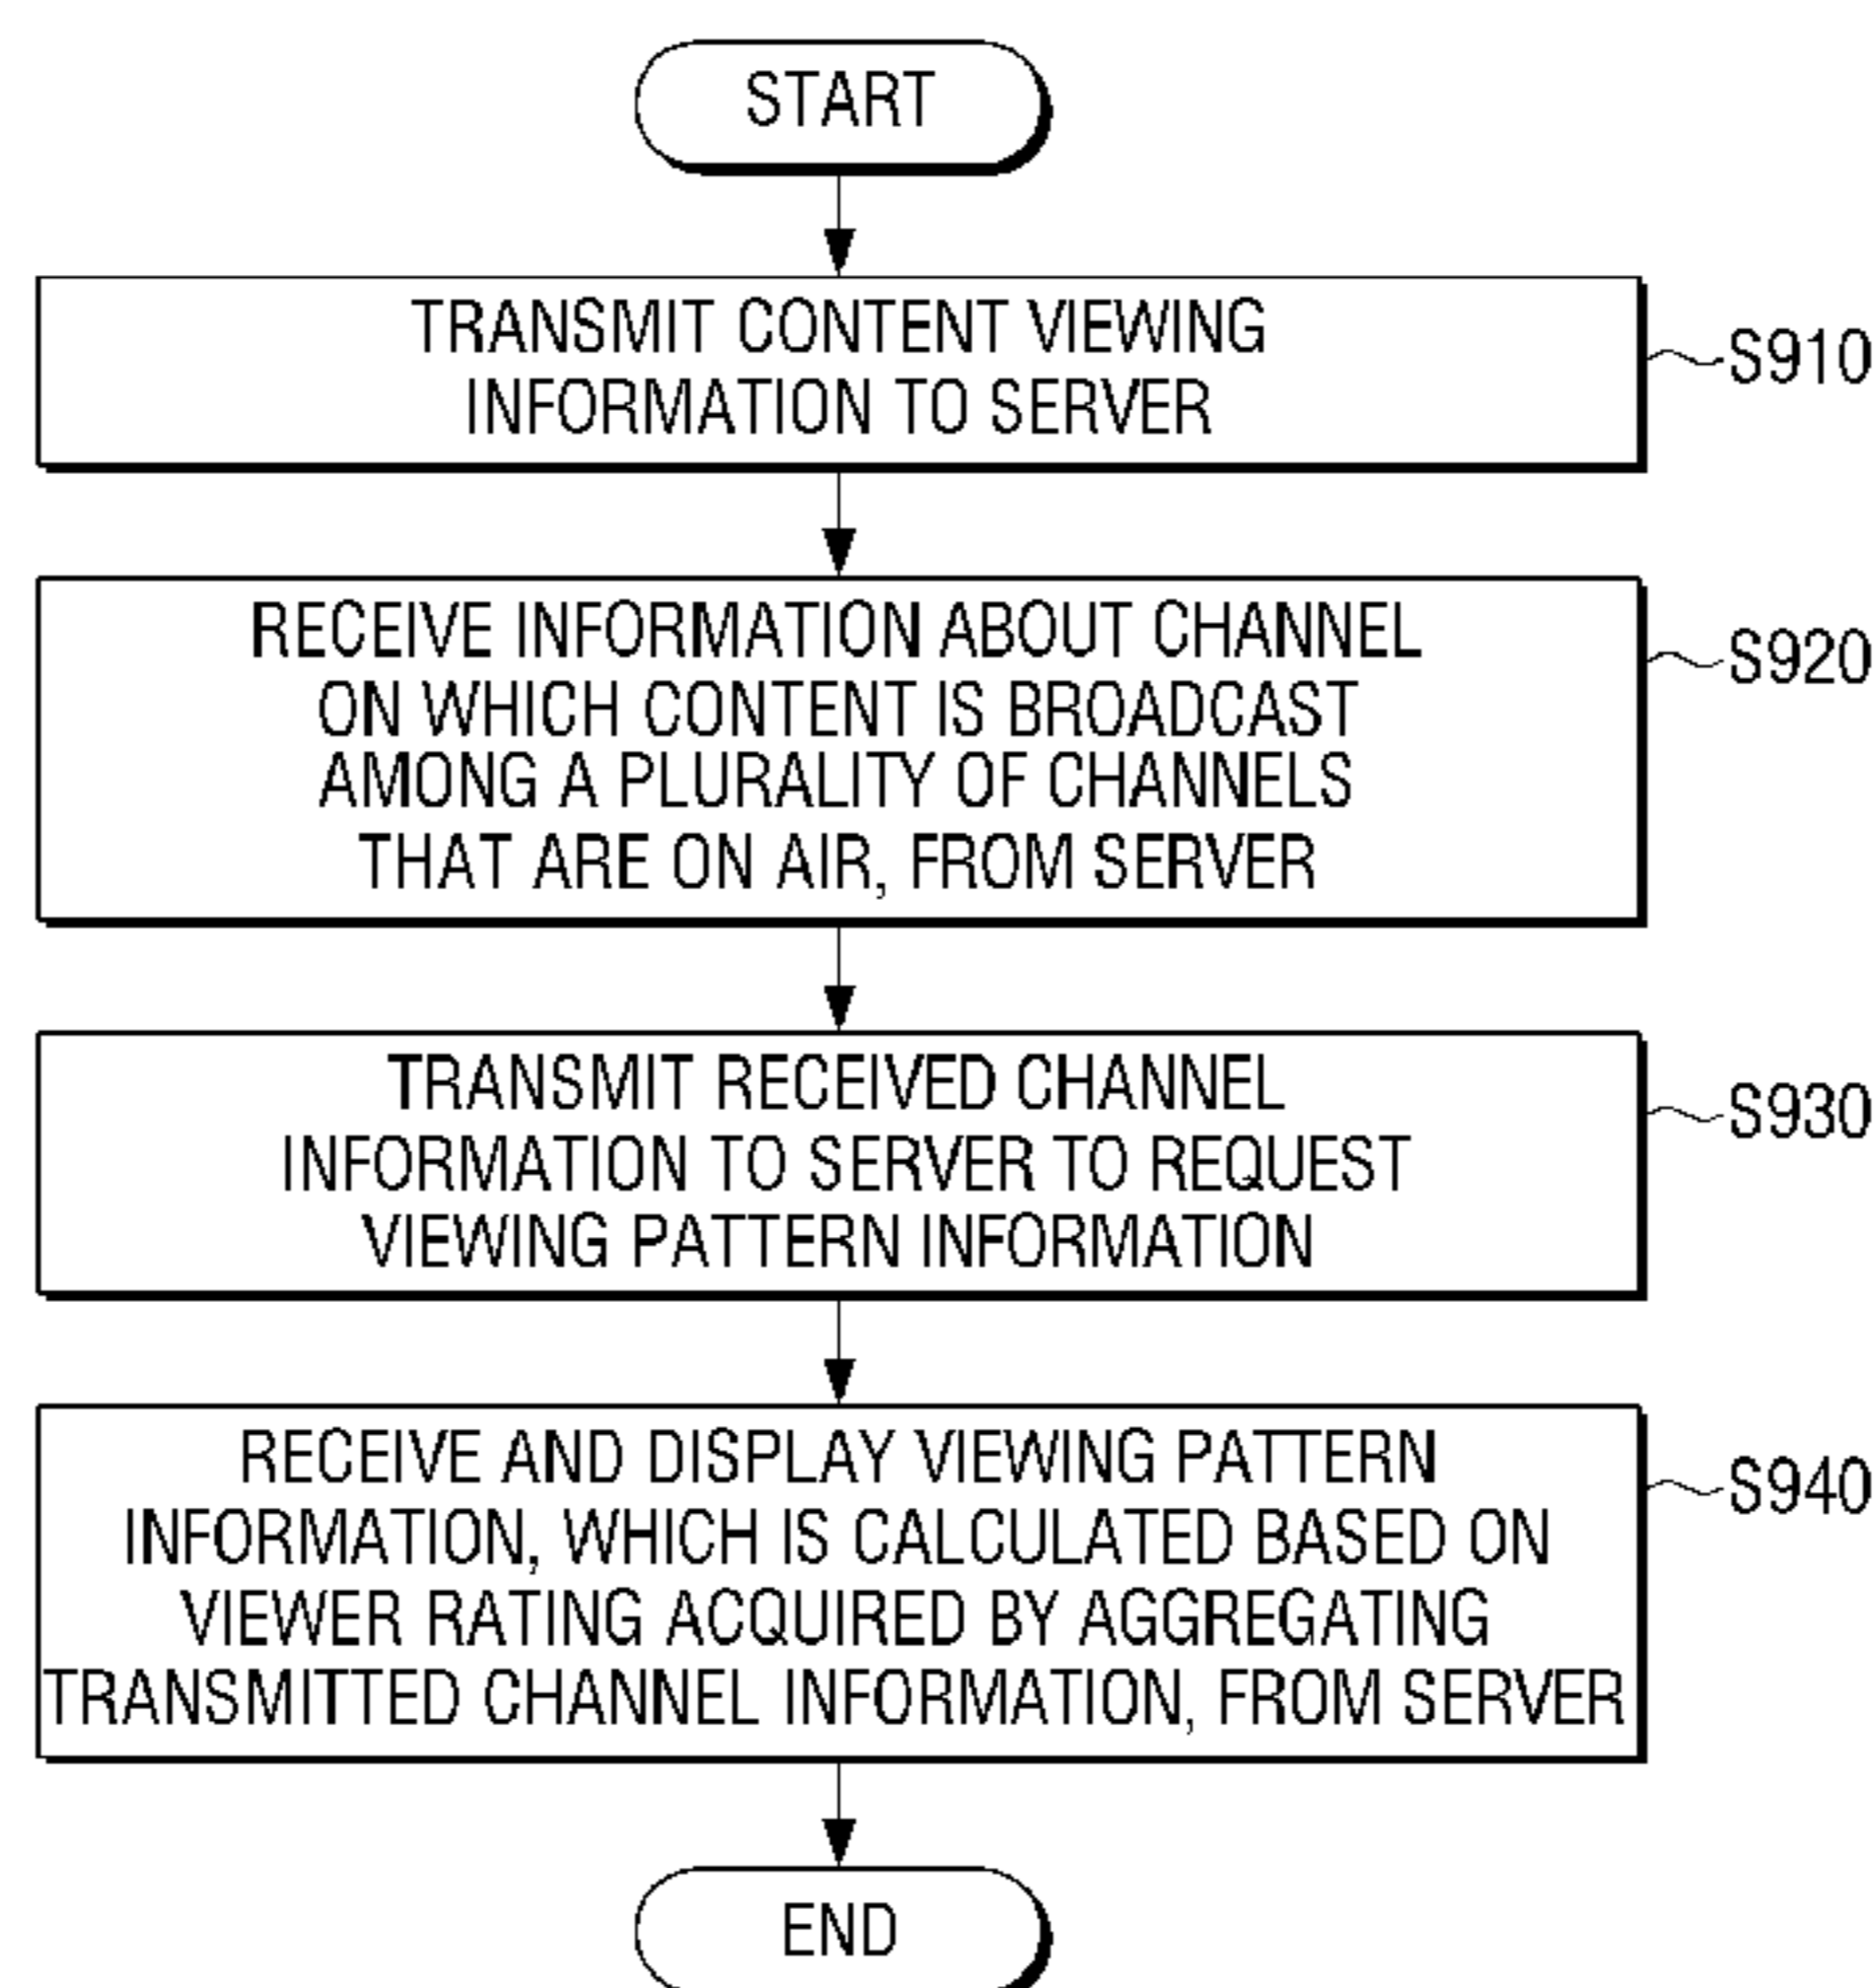 START
TRANSMIT CONTENT VIEWING
INFORMATION TO SERVER
S910
RECEIVE INFORMATION ABOUT CHANNEL
ON WHICH CONTENT IS BROADCAST
AMONG A PLURALITY OF CHANNELS
THAT ARE ON AIR, FROM SERVER
S920
TRANSMIT RECEIVED CHANNEL
INFORMATION TO SERVER TO REQUEST
VIEWING PATTERN INFORMATION
S930
RECEIVE AND DISPLAY VIEWING PATTERN
INFORMATION, WHICH IS CALCULATED BASED ON
VIEWER RATING ACQUIRED BY AGGREGATING
TRANSMITTED CHANNEL INFORMATION, FROM SERVER
S940
END